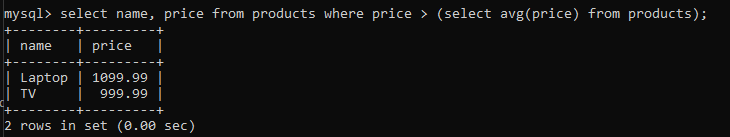 mysql> select name, price from products where price > (select avg(price) from products);
+--------+---------+
| name   | price   |
+--------+---------+
| Laptop | 1099.99 |
| TV     |  999.99 |
+--------+---------+
2 rows in set (0.00 sec)